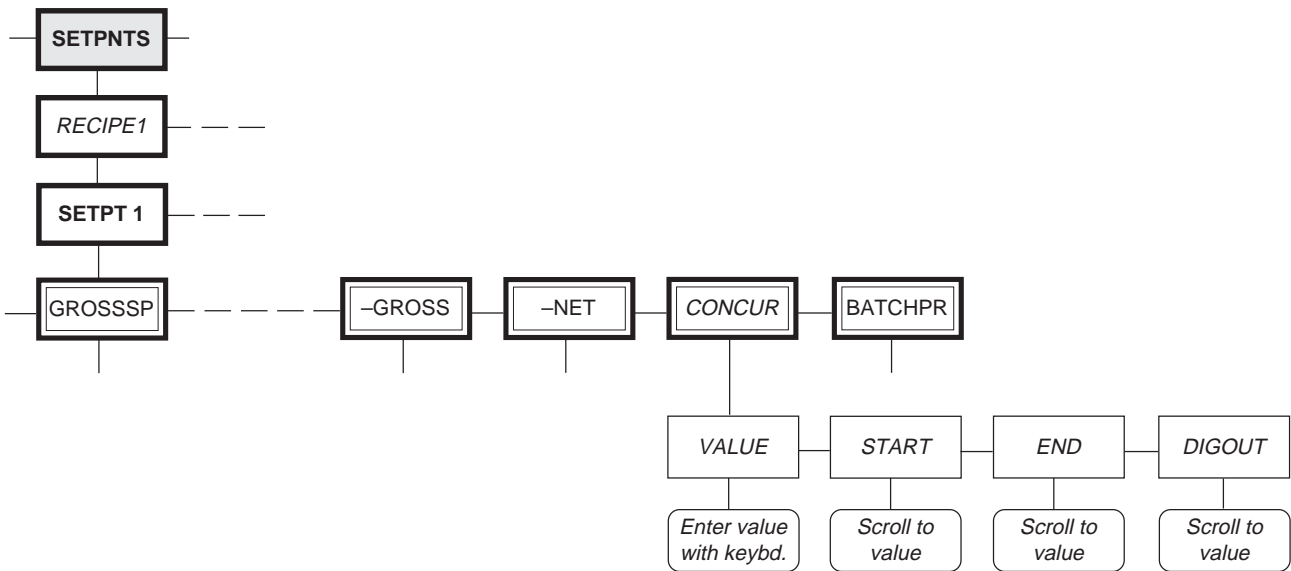 SETPNTS
RECIPE1
SETPT 1
GROSSSP
–GROSS
–NET
CONCUR
BATCHPR
VALUE
START
END
DIGOUT
Enter value
with keybd.
Scroll to
value
Scroll to
value
Scroll to
value